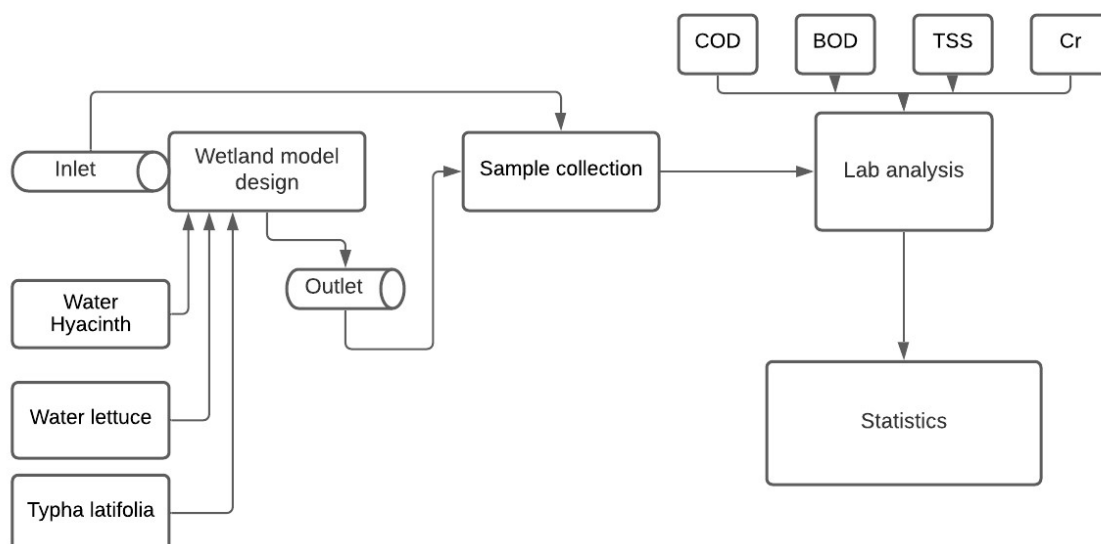 COD
BOD
TSS
Cr
Inlet
Wetland model
design
Sample collection
Lab analysis
Outlet
Water
Hyacinth
Water lettuce
Statistics
Typha latifolia